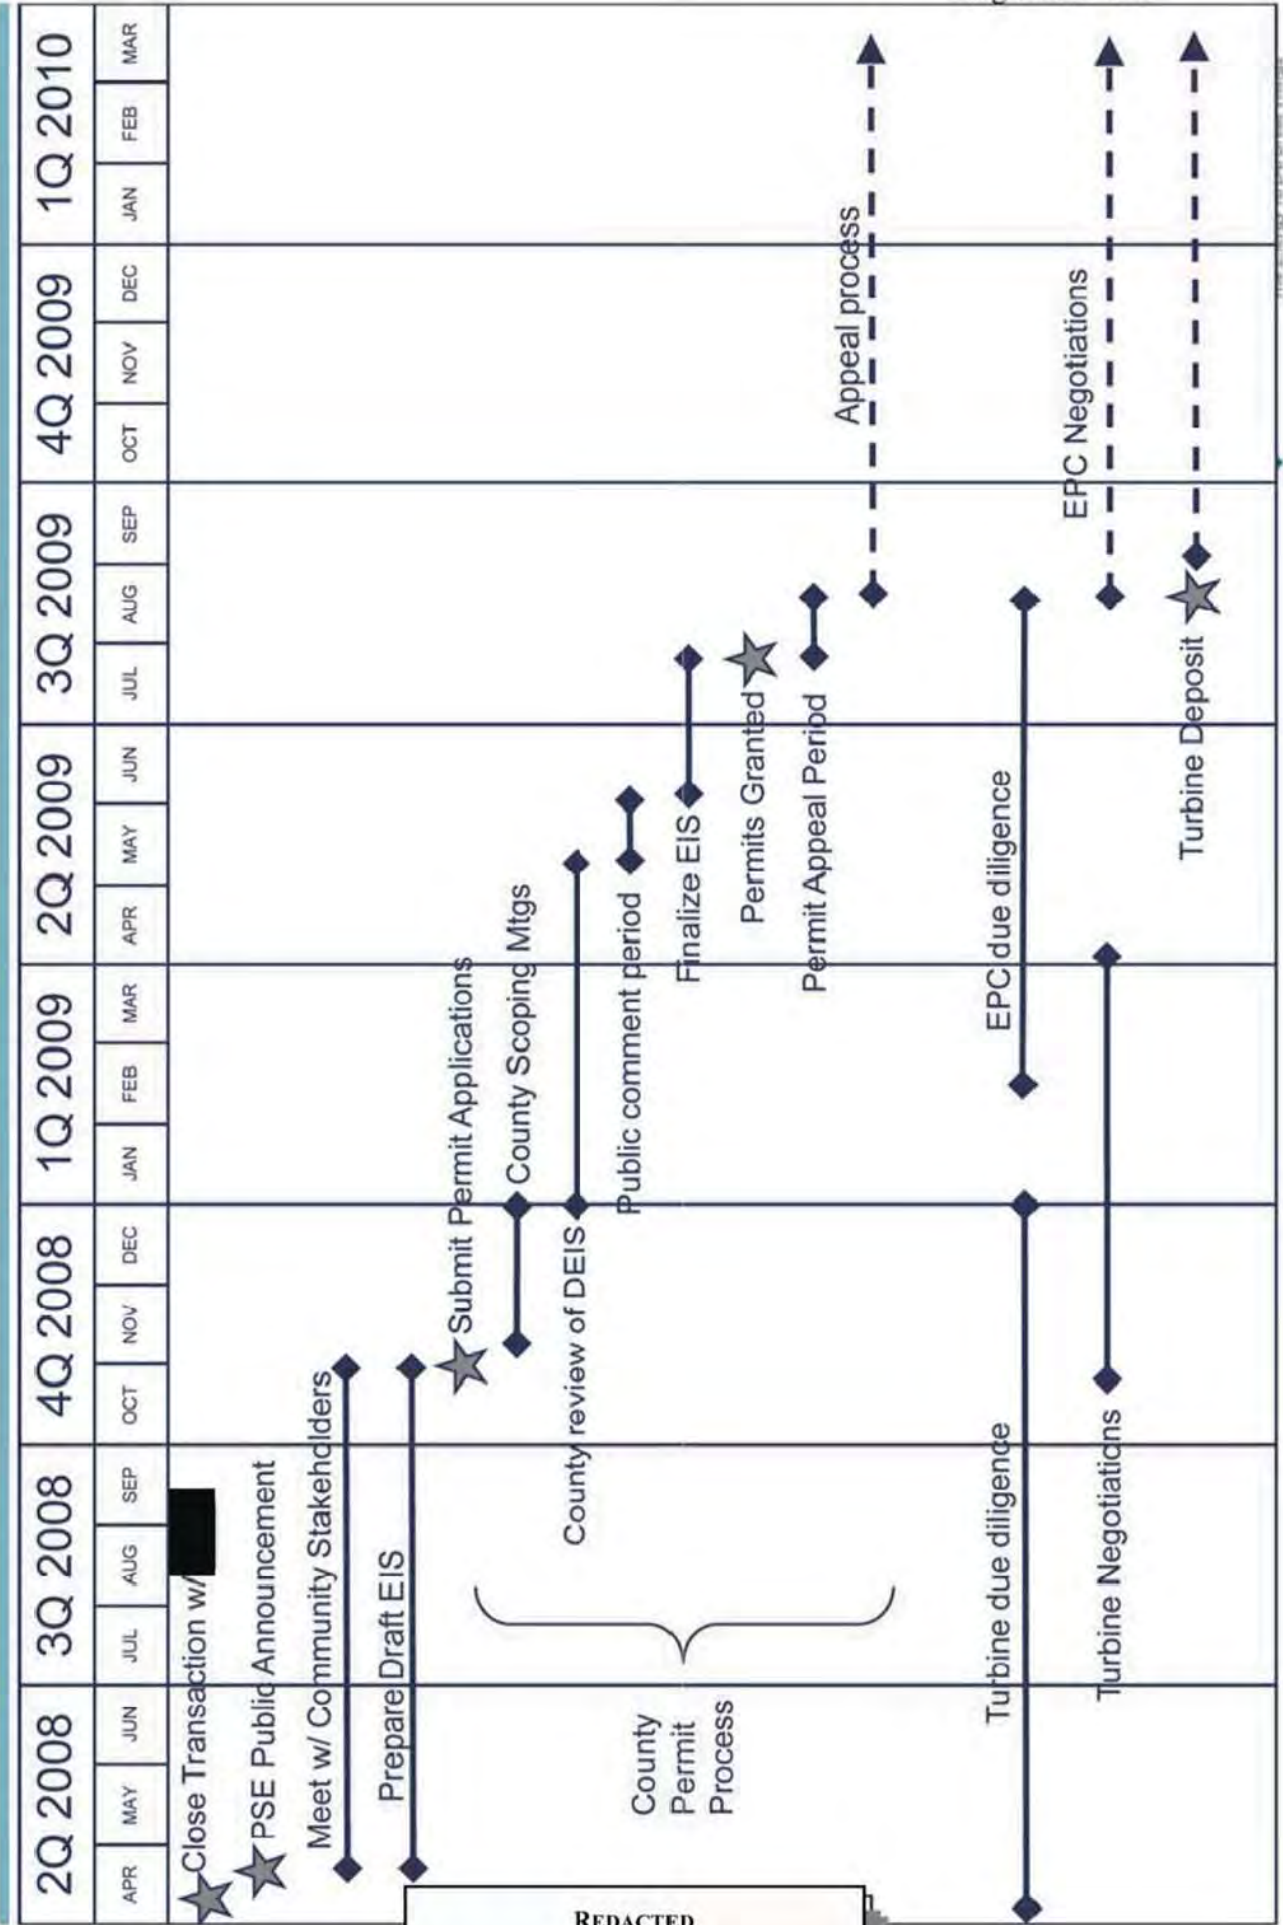 2Q 2008 3Q 2008 4Q 2008 1Q 2009 2Q 2009 3Q 2009 4Q 2009 1Q 2010
APR MAY JUN JUL AUG SEP OCT NOV DEC JAN FEB MAR APR MAY JUN JUL AUG SEP OCT NOV DEC JAN FEB MAR
Close Transaction w/
PSE Public Announcement
Meet w/ Community Stakeholders
Prepare Draft EIS
Submit Permit Applications
County Scoping Mtgs
County review of DEIS
Public comment period
Finalize EIS
Permits Granted
Permit Appeal Period
Appeal process
County
Permit
Process
EPC due diligence
Turbine due diligence
EPC Negotiations
Turbine Negotiations
Turbine Deposit
REDACTED